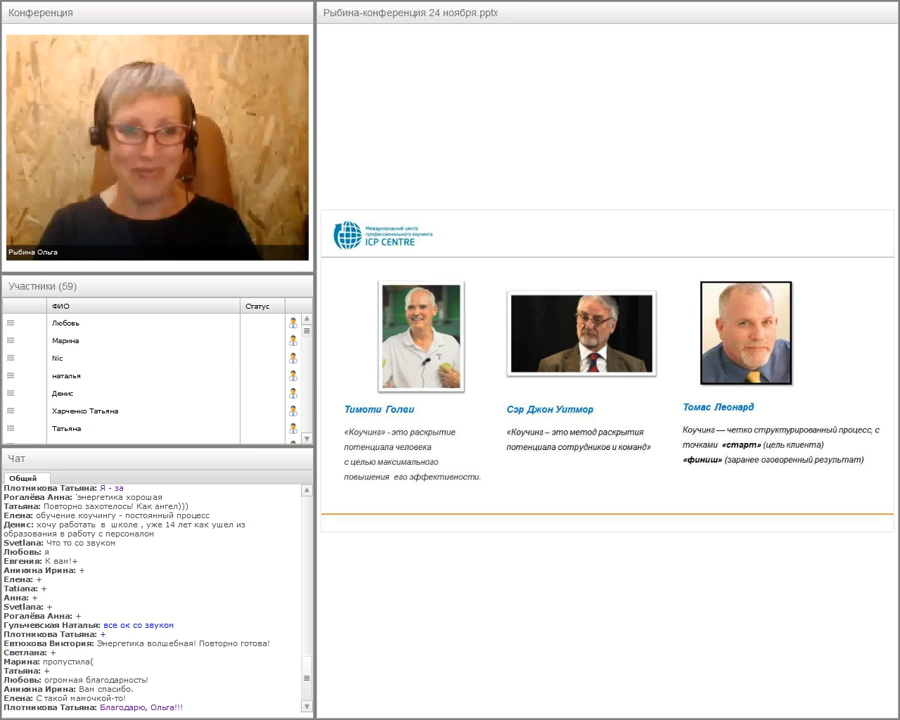 Конференция
Рыбина Ольга
Участники (59)
ФИО
Статус
Любовь
Марина
Nic
наталья
Денис
Харченко Татьяна
Татьяна
Чат
Общий
Плотникова Татьяна: Я - за
Рогалёва Анна: 'энергетика хорошая
Татьяна: Повторно захотелось! Как ангел)))
Елена: обучение коучингу - постоянный процесс
Денис: хочу работать в школе , уже 14 лет как ушел из
образования в работу с персоналом
Svetlana: Что то со звуком
Любовь: я
Евгения: К вам!+
Аникина Ирина: +
Елена: +
Tatiana: +
Анна: +
Svetlana: +
Рогалёва Анна: +
Гульчевская Наталья: все ок со звуком
Плотникова Татьяна: +
Евтюхова Виктория: Энергетика волшебная! Повторно готова!
Светлана: +
Марина: пропустила(
Татьяна: +
Любовь: огромная благодарность!
Аникина Ирина: Вам спасибо.
Елена: С такой мамочкой-то!
Плотникова Татьяна: Благодарю, Ольга!!!
Рыбина-конференция 24 ноября.pptx
Международный центр
профессионального коучинга
ICP CENTRE
Тимоти Голви
«Коучинг» - это раскрытие
потенциала человека
с целью максимального
повышения его эффективности.
Сэр Джон Уитмор
«Коучинг – это метод раскрытия
потенциала сотрудников и команд»
Томас Леонард
Коучинг — четко структурированный процесс, с
точками «старт» (цель клиента)
«финиш» (заранее оговоренный результат)